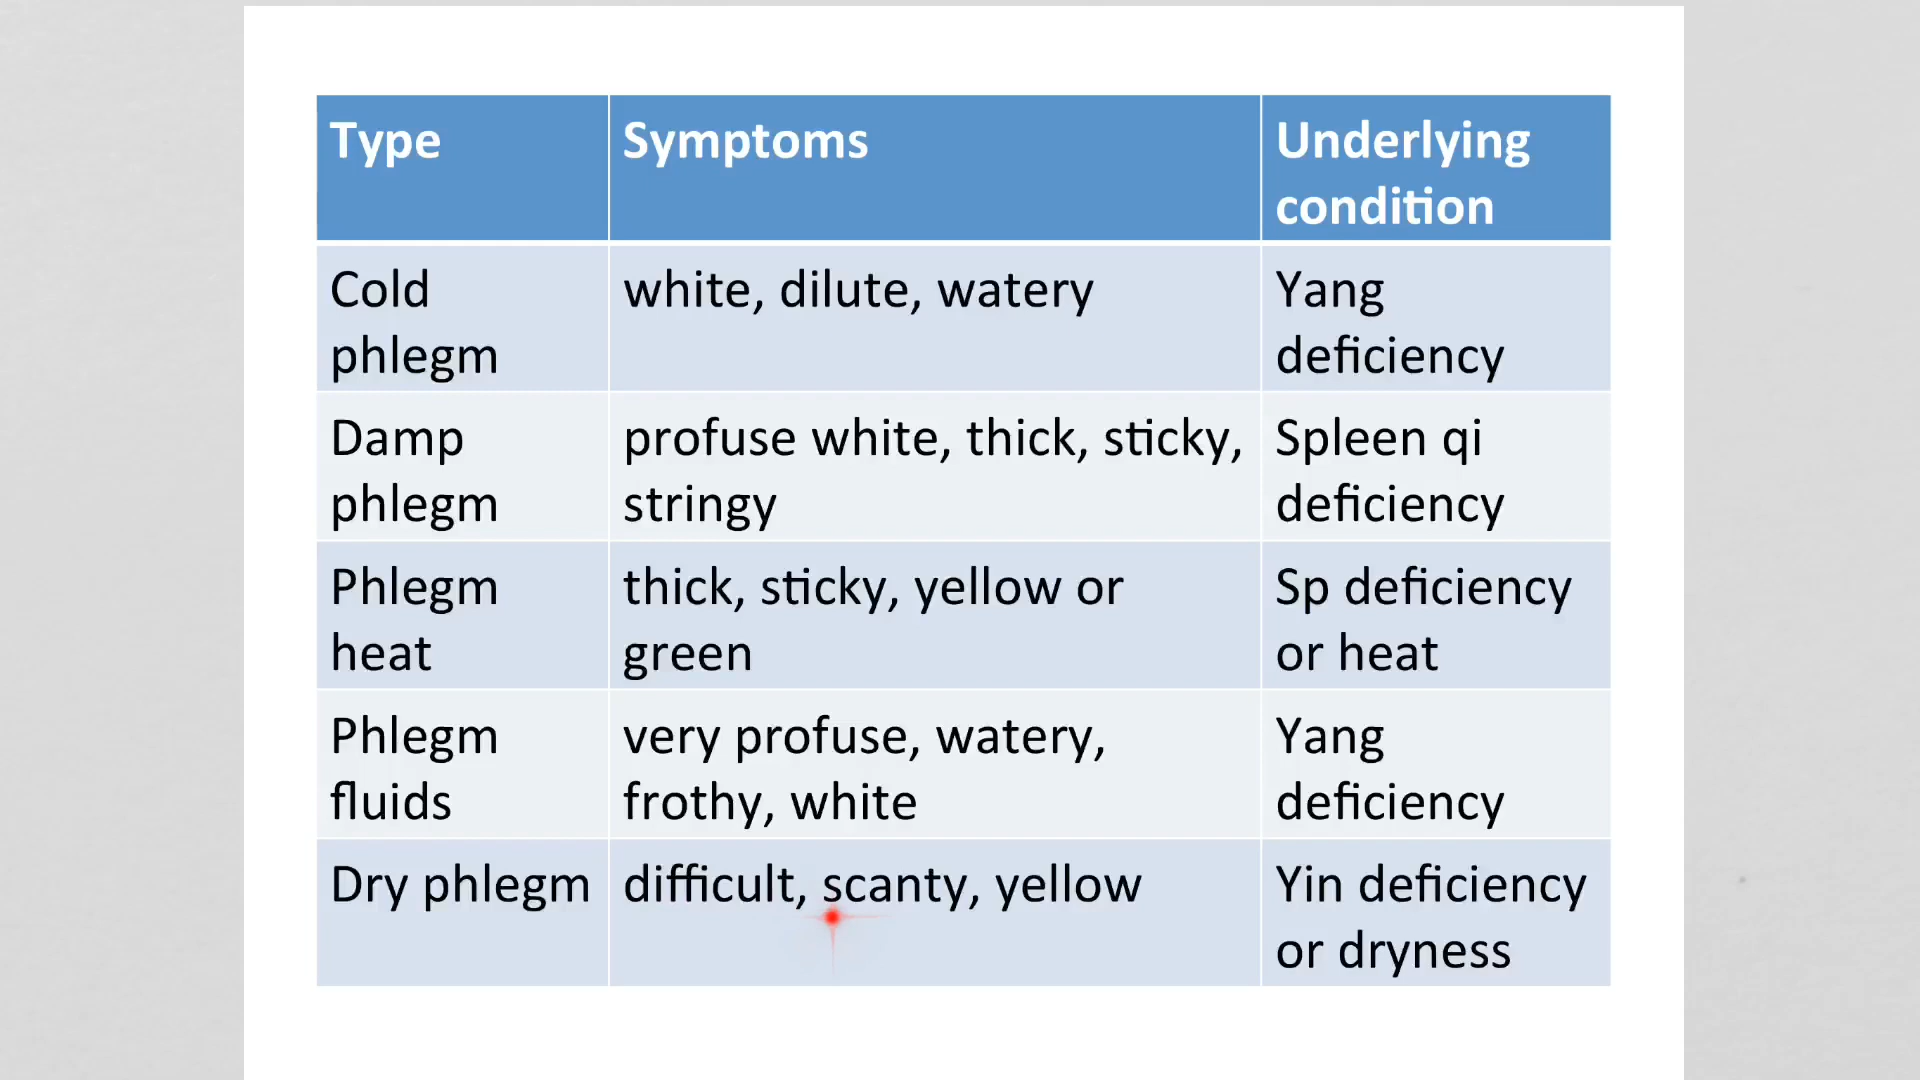 Type
Symptoms
Underlying
condition
Cold
phlegm
white, dilute, watery
Yang
deficiency
Damp
phlegm
profuse white, thick, sticky,
stringy
Spleen qi
deficiency
Phlegm
heat
thick, sticky, yellow or
green
Sp deficiency
or heat
Phlegm
fluids
very profuse, watery,
frothy, white
Yang
deficiency
Dry phlegm
difficult, scanty, yellow
Yin deficiency
or dryness